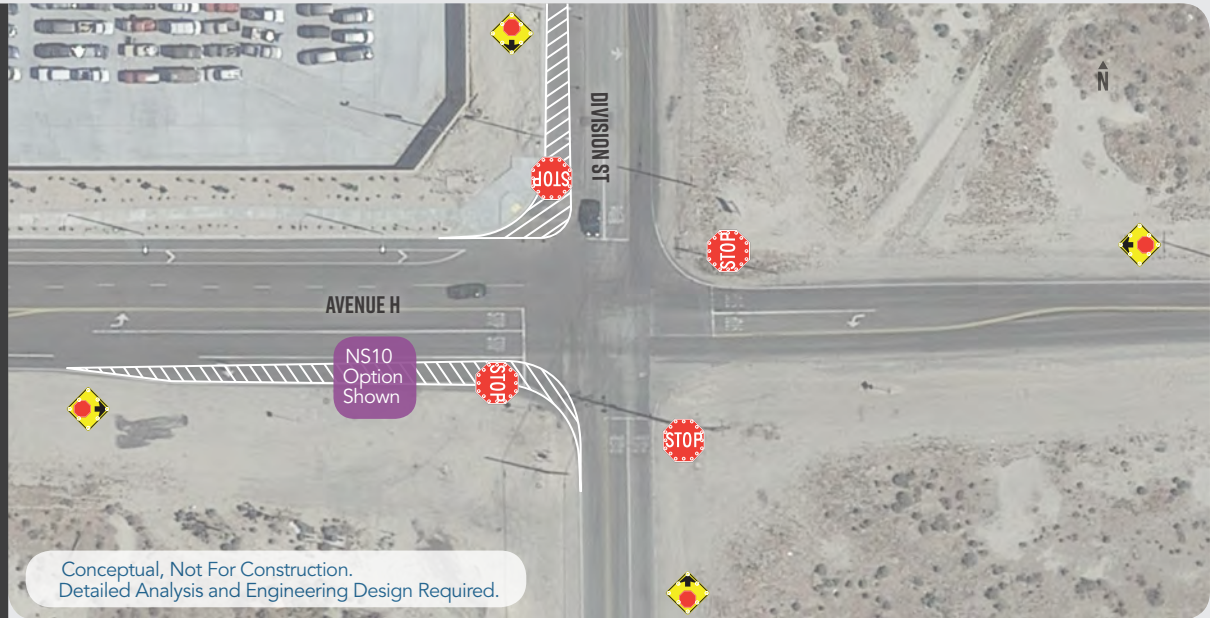 N
DIVISION ST
STOP
STOP
AVENUE H
NS10
Option
Shown
STOP
STOP
Conceptual, Not For Construction.
Detailed Analysis and Engineering Design Required.